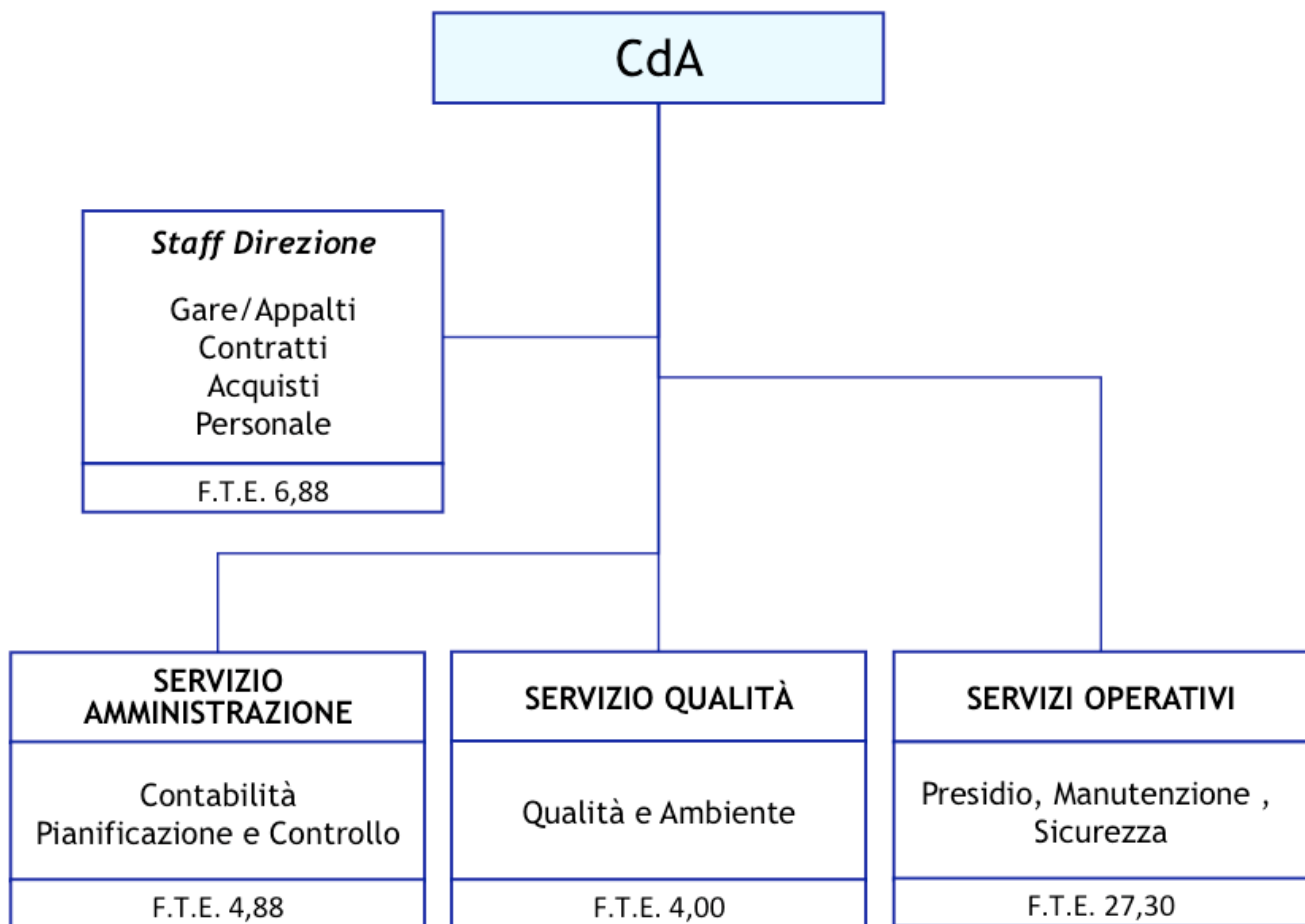 CdA
Staff Direzione
Gare/Appalti
Contratti
Acquisti
Personale
F.T.E. 6,88
SERVIZIO
AMMINISTRAZIONE
Contabilità
Pianificazione e Controllo
F.T.E. 4,88
SERVIZIO QUALITÀ
Qualità e Ambiente
F.T.E. 4,00
SERVIZI OPERATIVI
Presidio, Manutenzione ,
Sicurezza
F.T.E. 27,30